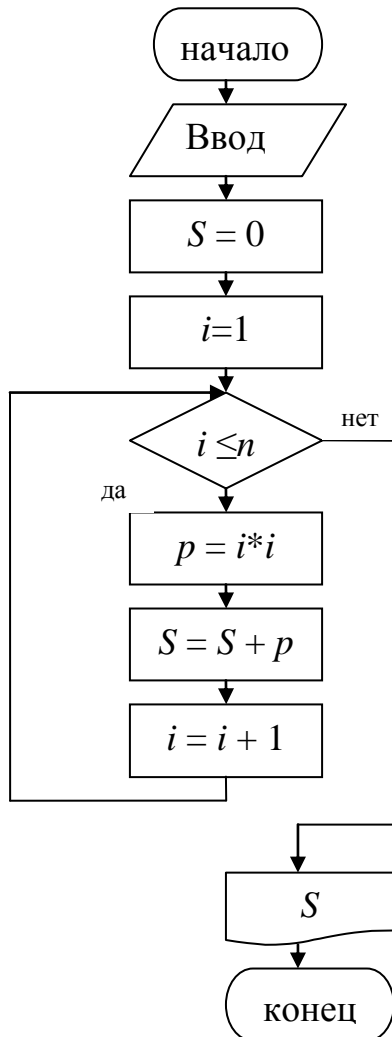 начало
Ввод
S = 0
i=1
i ≤n
нет
да
p = i*i
S = S + p
i = i + 1
S
конец